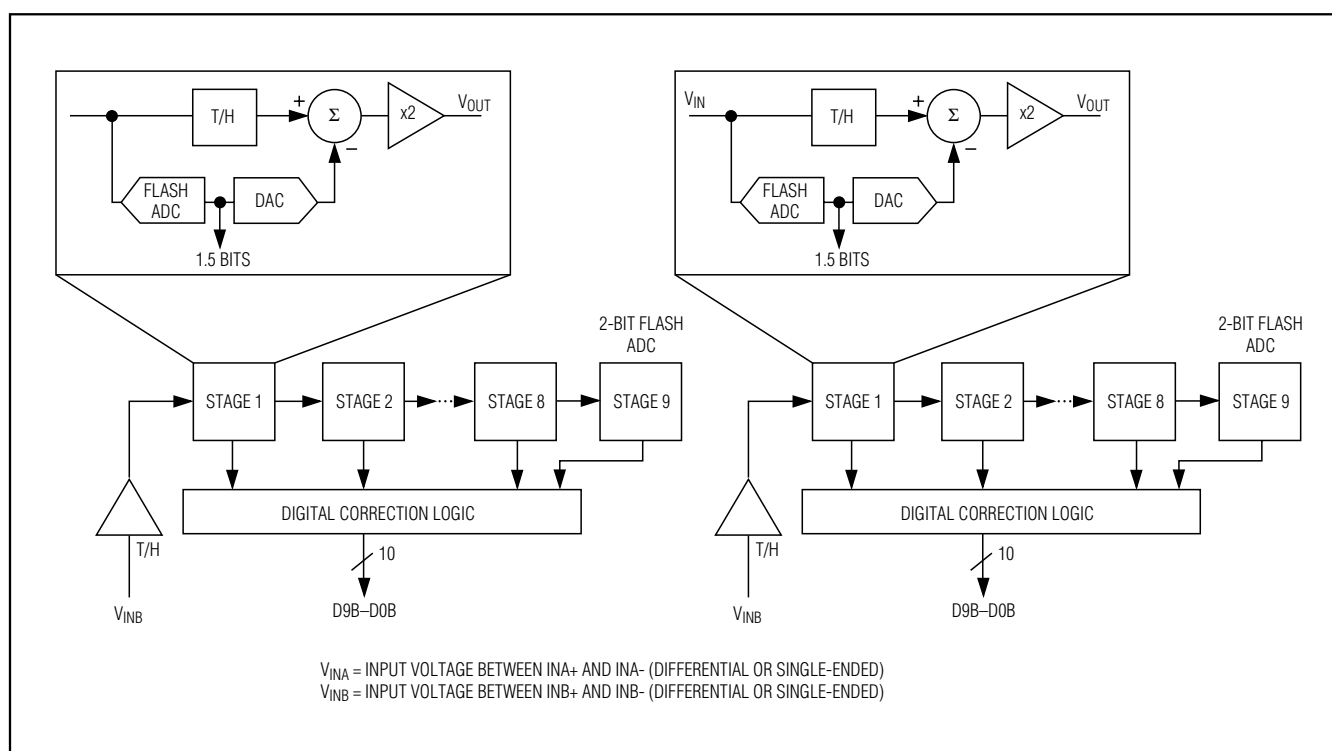 T/H
+
Σ
−
x2
VOUT
FLASH
ADC
DAC
1.5 BITS
VIN
T/H
+
Σ
−
x2
VOUT
FLASH
ADC
DAC
1.5 BITS
2-BIT FLASH
ADC
STAGE 1
STAGE 2
...
STAGE 8
STAGE 9
DIGITAL CORRECTION LOGIC
T/H
10
VINB
D9B–D0B
2-BIT FLASH
ADC
STAGE 1
STAGE 2
...
STAGE 8
STAGE 9
DIGITAL CORRECTION LOGIC
T/H
10
VINB
D9B–D0B
VINA = INPUT VOLTAGE BETWEEN INA+ AND INA- (DIFFERENTIAL OR SINGLE-ENDED)
VINB = INPUT VOLTAGE BETWEEN INB+ AND INB- (DIFFERENTIAL OR SINGLE-ENDED)